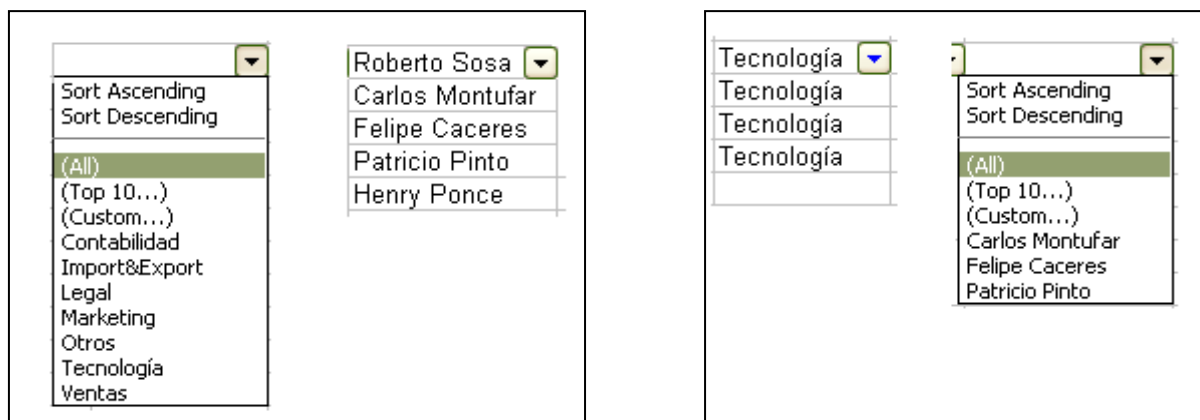 Sort Ascending
Sort Descending
(All)
(Top 10...)
(Custom...)
Contabilidad
Import&Export
Legal
Marketing
Otros
Tecnología
Ventas
Roberto Sosa
Carlos Montufar
Felipe Caceres
Patricio Pinto
Henry Ponce
Tecnología
Tecnología
Tecnología
Tecnología
Sort Ascending
Sort Descending
(All)
(Top 10...)
(Custom...)
Carlos Montufar
Felipe Caceres
Patricio Pinto